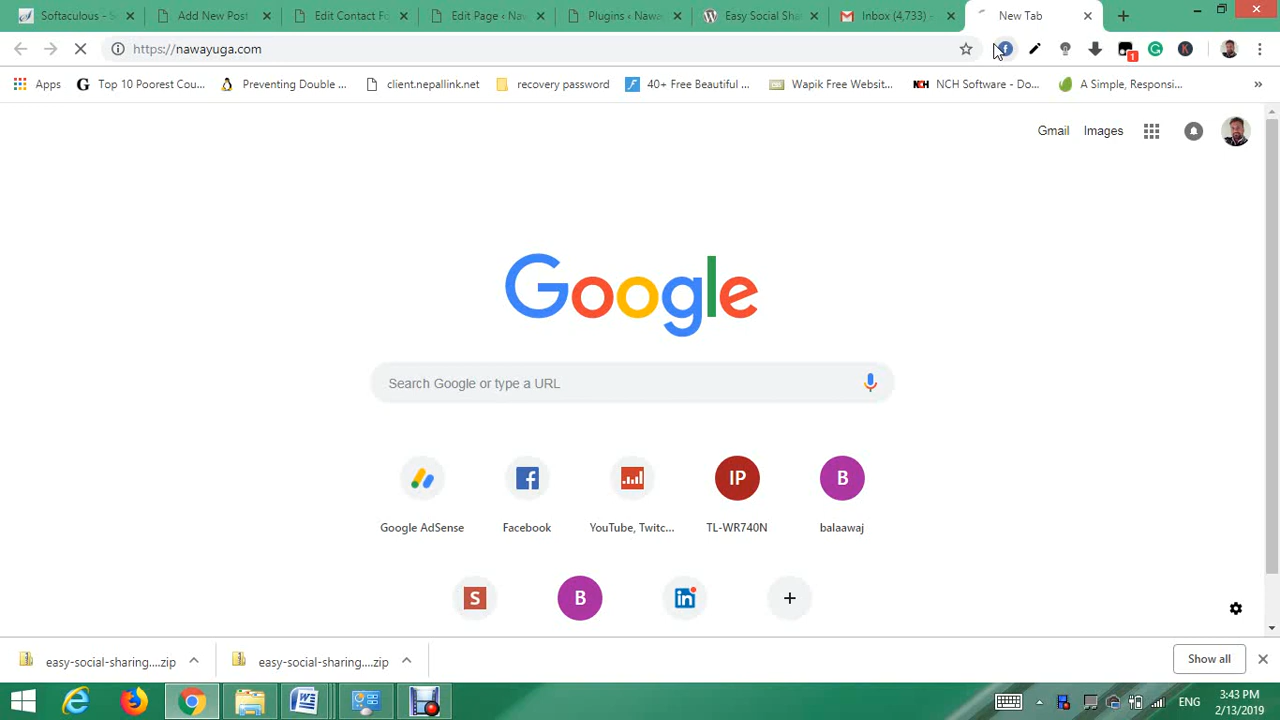 Softaculous - S
Add New Post
Edit Contact Fo
Edit Page ‹ Naw
Plugins ‹ Nawa
Easy Social Sha
Inbox (4,733) -
New Tab
https://nawayuga.com
1
Apps
Top 10 Poorest Cou...
Preventing Double ...
client.nepallink.net
recovery password
40+ Free Beautiful ...
Wapik Free Websit...
NCH Software - Do...
A Simple, Responsi...
»
Gmail Images
Google
Search Google or type a URL
IP
B
Google AdSense
Facebook
YouTube, Twitc...
TL-WR740N
balaawaj
S
B
in
easy-social-sharing....zip
easy-social-sharing....zip
Show all
ENG
3:43 PM
2/13/2019